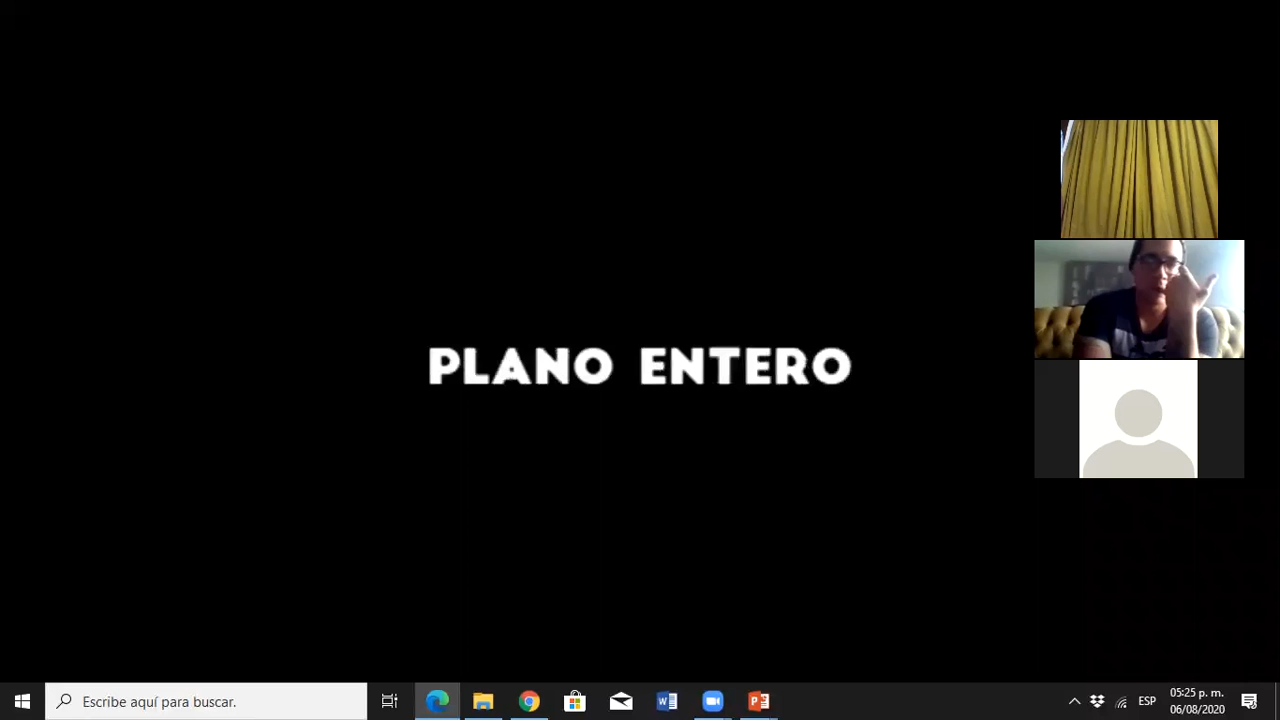 PLANO ENTERO
Escribe aquí para buscar.
ESP
05:25 p. m.
06/08/2020